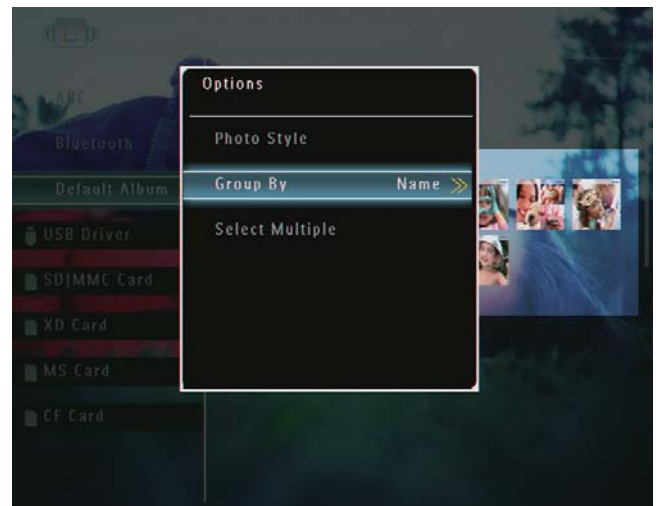 ABC
Bluetooth
Default Album
USB Driver
SD|MMC Card
XD Card
MS Card
CF Card
Options
Photo Style
Group By Name
Select Multiple